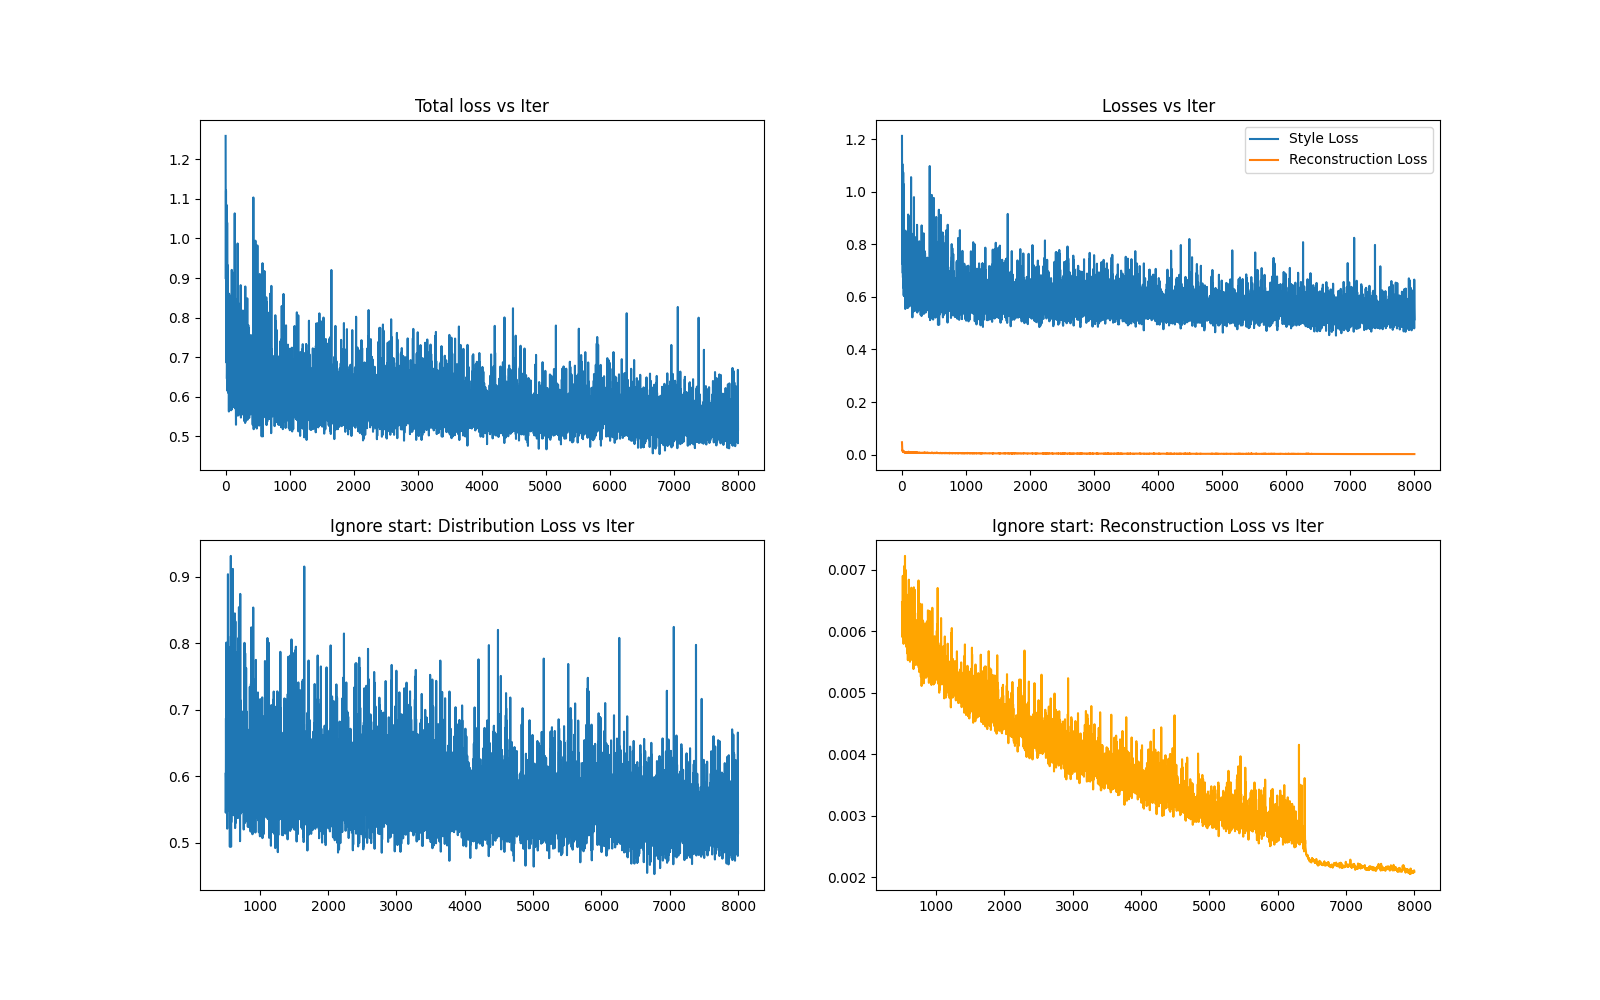 Total loss vs Iter
1.2
1.1
1.0
0.9
0.8
0.7
0.6
0.5
0 1000 2000 3000 4000 5000 6000 7000 8000
Losses vs Iter
Style Loss
Reconstruction Loss
1.2
1.0
0.8
0.6
0.4
0.2
0.0
0 1000 2000 3000 4000 5000 6000 7000 8000
Ignore start: Distribution Loss vs Iter
0.9
0.8
0.7
0.6
0.5
1000 2000 3000 4000 5000 6000 7000 8000
Ignore start: Reconstruction Loss vs Iter
0.007
0.006
0.005
0.004
0.003
0.002
1000 2000 3000 4000 5000 6000 7000 8000